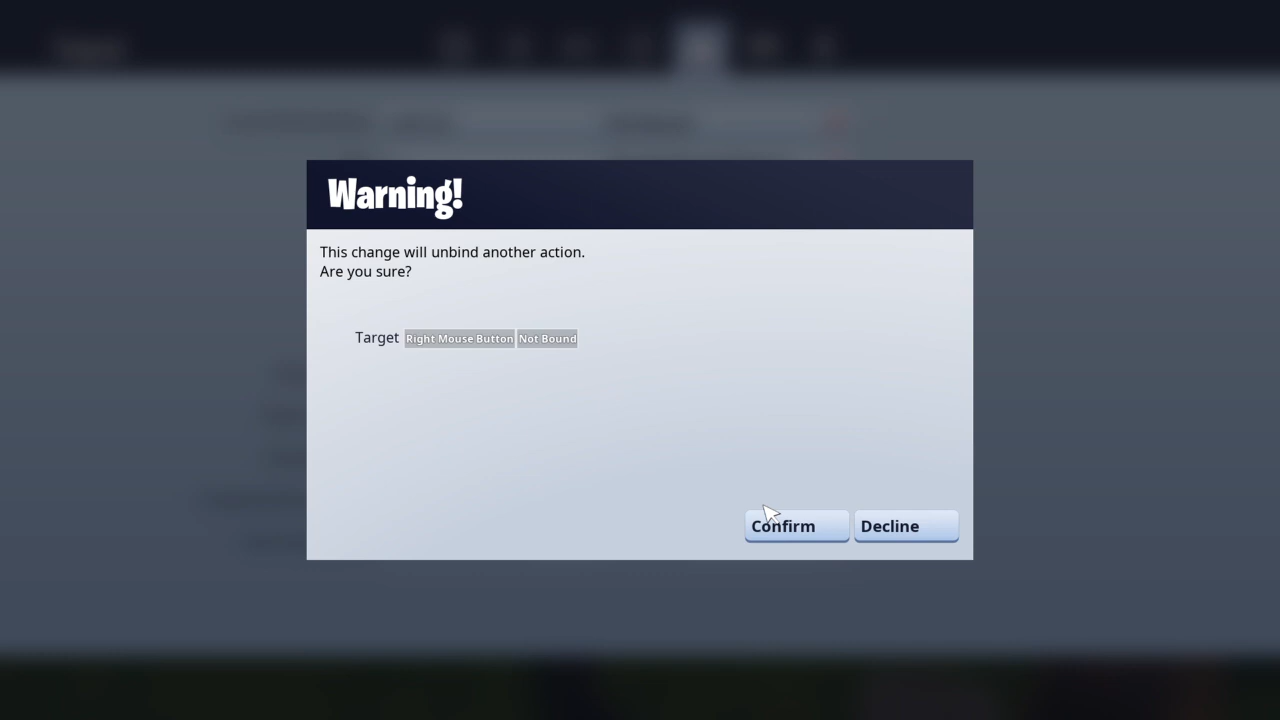 Warning!
This change will unbind another action.
Are you sure?
Target Right Mouse Button Not Bound
Confirm Decline